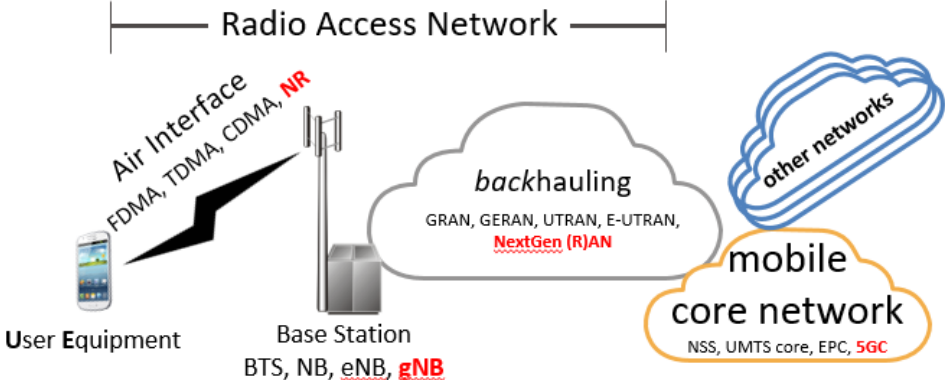 Radio Access Network
Air Interface
FDMA, TDMA, CDMA, NR
backhauling
GRAN, GERAN, UTRAN, E-UTRAN,
NextGen (R)AN
other networks
mobile
core network
NSS, UMTS core, EPC, 5GC
User Equipment
Base Station
BTS, NB, eNB, gNB